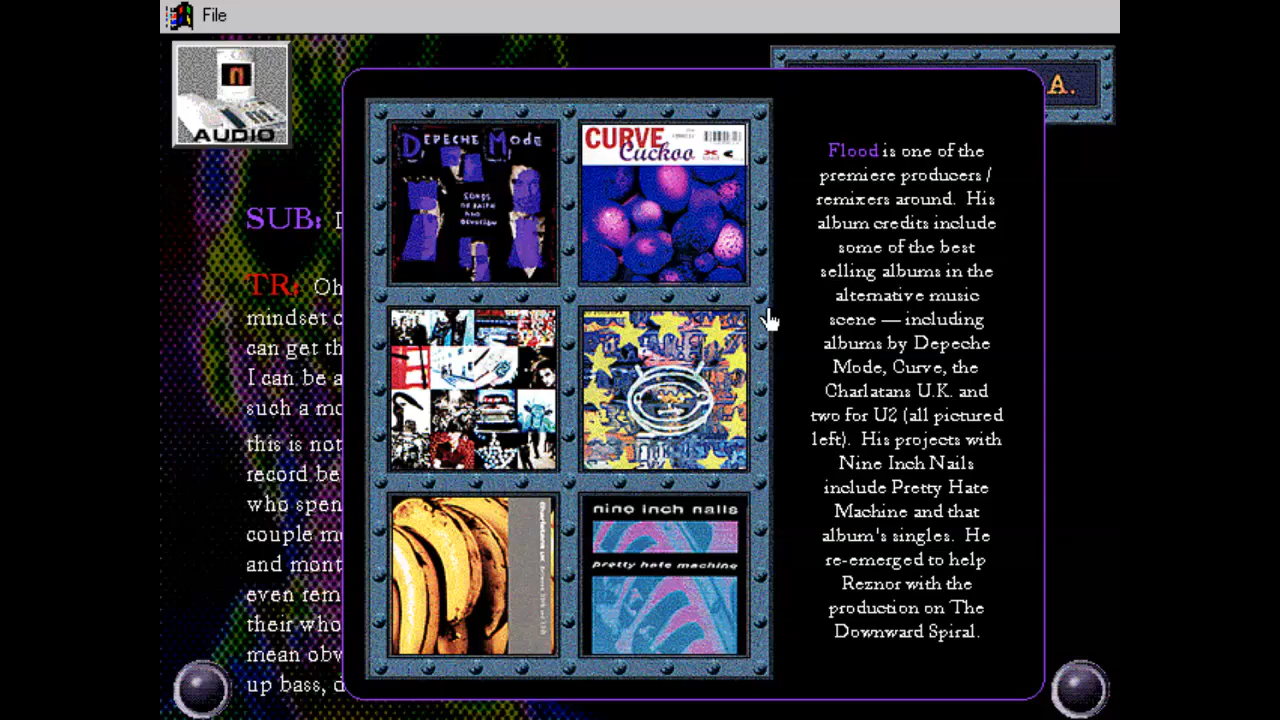 File
AUDIO
A.
SUB: D
TR: Oh
mindset c
can get th
I can be a
such a mo
this is not
record be
who spen
couple mo
and mont
even rem
their who
mean obv
up bass, d
DEPECHE MODE
SONGS
OF FAITH
AND
DEVOTION
CURVE
Cuckoo
nine inch nails
pretty hate machine
Flood is one of the
premiere producers /
remixers around. His
album credits include
some of the best
selling albums in the
alternative music
scene — including
albums by Depeche
Mode, Curve, the
Charlatans U.K. and
two for U2 (all pictured
left). His projects with
Nine Inch Nails
include Pretty Hate
Machine and that
album's singles. He
re-emerged to help
Reznor with the
production on The
Downward Spiral.